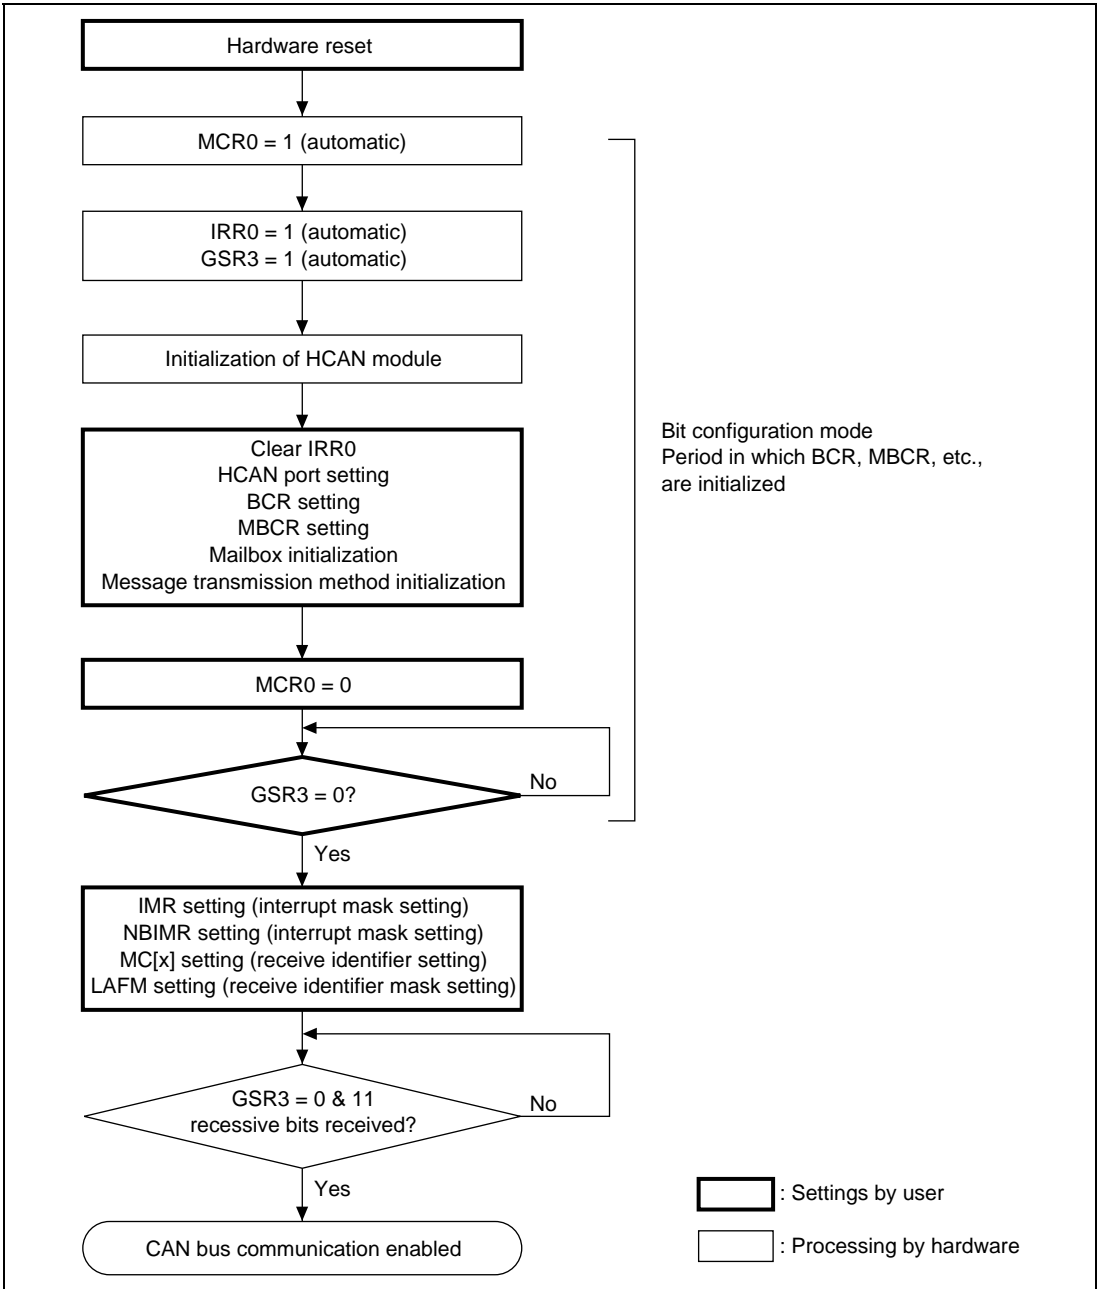 Hardware reset
MCR0 = 1 (automatic)
IRR0 = 1 (automatic)
GSR3 = 1 (automatic)
Initialization of HCAN module
Clear IRR0
HCAN port setting
BCR setting
MBCR setting
Mailbox initialization
Message transmission method initialization
Bit configuration mode
Period in which BCR, MBCR, etc.,
are initialized
MCR0 = 0
GSR3 = 0?
No
Yes
IMR setting (interrupt mask setting)
NBIMR setting (interrupt mask setting)
MC[x] setting (receive identifier setting)
LAFM setting (receive identifier mask setting)
GSR3 = 0 & 11
recessive bits received?
No
Yes
CAN bus communication enabled
: Settings by user
: Processing by hardware